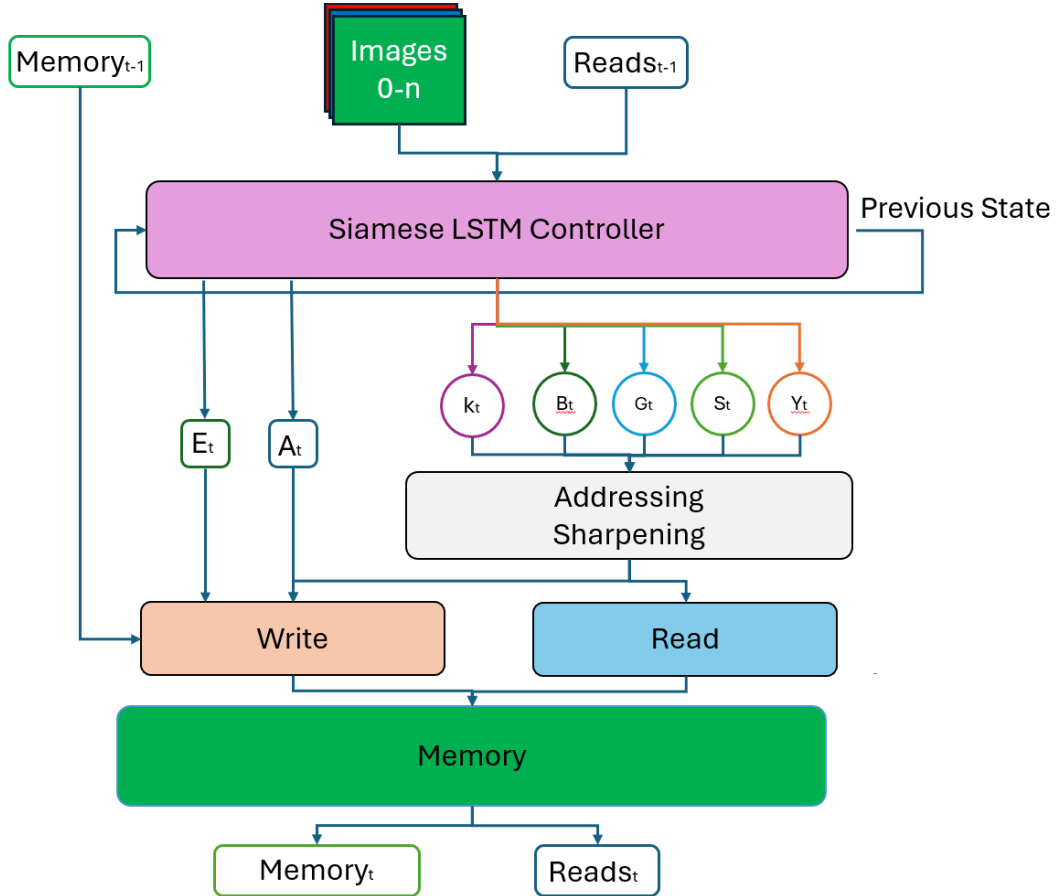 Memoryt-1
Images
0-n
Readst-1
Siamese LSTM Controller
Previous State
kt
Bt
Gt
St
Yt
Et
At
Addressing
Sharpening
Write
Read
Memory
Memoryt
Readst